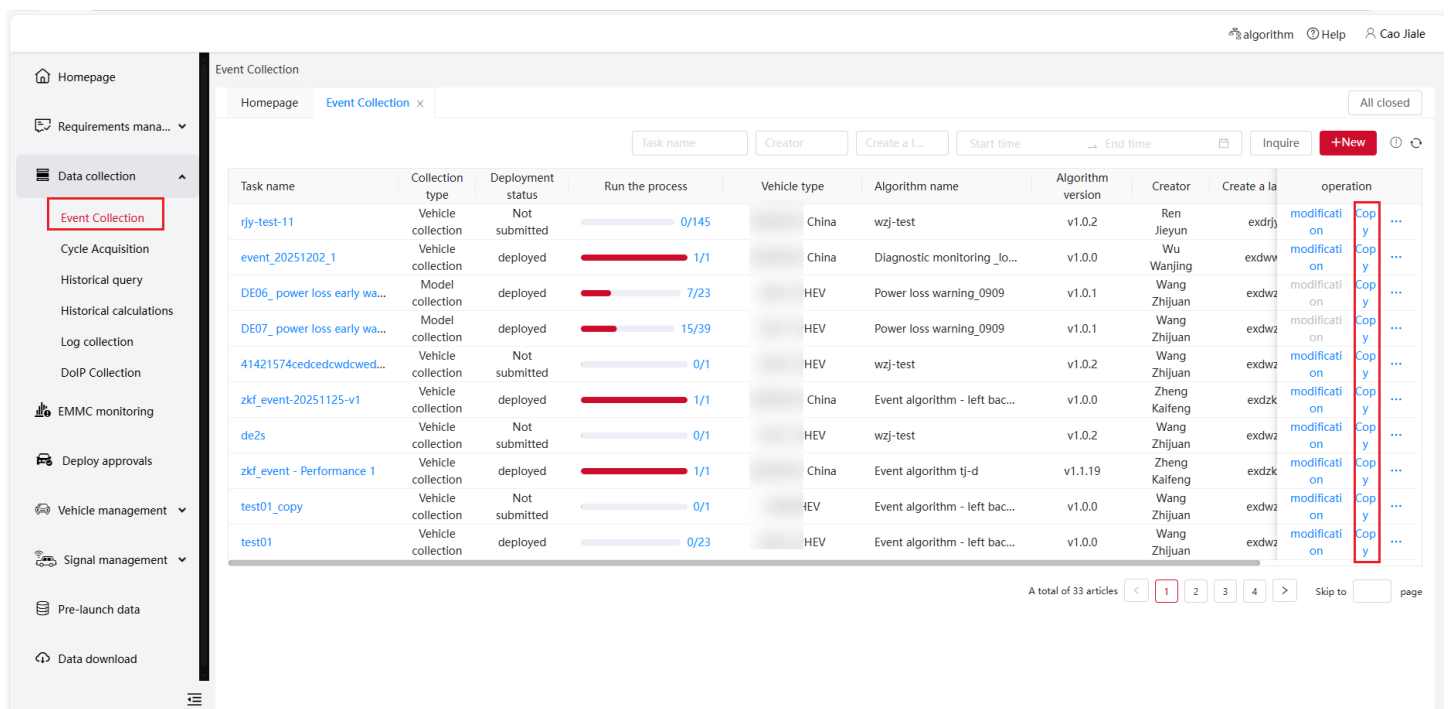 algorithm Help Cao Jiale
Homepage
Requirements mana...
Data collection
Event Collection
Cycle Acquisition
Historical query
Historical calculations
Log collection
DoIP Collection
EMMC monitoring
Deploy approvals
Vehicle management
Signal management
Pre-launch data
Data download
Event Collection
Homepage Event Collection × All closed
Task name Creator Create a l... Start time End time Inquire +New
Task name Collection type Deployment status Run the process Vehicle type Algorithm name Algorithm version Creator Create a la operation
rjy-test-11 Vehicle collection Not submitted 0/145 China wzj-test v1.0.2 Ren Jieyun exdrjy modification Copy ...
event_20251202_1 Vehicle collection deployed 1/1 China Diagnostic monitoring _lo... v1.0.0 Wu Wanjing exdww modification Copy ...
DE06_ power loss early wa... Model collection deployed 7/23 HEV Power loss warning_0909 v1.0.1 Wang Zhijuan exdwz modification Copy ...
DE07_ power loss early wa... Model collection deployed 15/39 HEV Power loss warning_0909 v1.0.1 Wang Zhijuan exdwz modification Copy ...
41421574cedcedcwdcwed... Vehicle collection Not submitted 0/1 HEV wzj-test v1.0.2 Wang Zhijuan exdwz modification Copy ...
zkf_event-20251125-v1 Vehicle collection deployed 1/1 China Event algorithm - left bac... v1.0.0 Zheng Kaifeng exdzk modification Copy ...
de2s Vehicle collection Not submitted 0/1 HEV wzj-test v1.0.2 Wang Zhijuan exdwz modification Copy ...
zkf_event - Performance 1 Vehicle collection deployed 1/1 China Event algorithm tj-d v1.1.19 Zheng Kaifeng exdzk modification Copy ...
test01_copy Vehicle collection Not submitted 0/1 HEV Event algorithm - left bac... v1.0.0 Wang Zhijuan exdwz modification Copy ...
test01 Vehicle collection deployed 0/23 HEV Event algorithm - left bac... v1.0.0 Wang Zhijuan exdwz modification Copy ...
A total of 33 articles < 1 2 3 4 > Skip to page